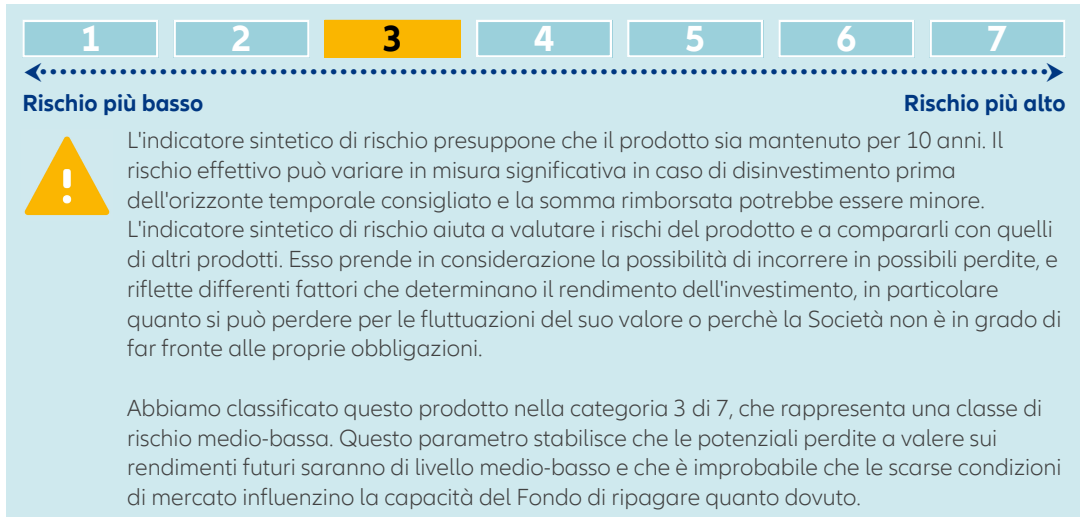 1 2 3 4 5 6 7
Rischio più basso Rischio più alto
L'indicatore sintetico di rischio presuppone che il prodotto sia mantenuto per 10 anni. Il
rischio effettivo può variare in misura significativa in caso di disinvestimento prima
dell'orizzonte temporale consigliato e la somma rimborsata potrebbe essere minore.
L'indicatore sintetico di rischio aiuta a valutare i rischi del prodotto e a compararli con quelli
di altri prodotti. Esso prende in considerazione la possibilità di incorrere in possibili perdite, e
riflette differenti fattori che determinano il rendimento dell'investimento, in particolare
quanto si può perdere per le fluttuazioni del suo valore o perchè la Società non è in grado di
far fronte alle proprie obbligazioni.
Abbiamo classificato questo prodotto nella categoria 3 di 7, che rappresenta una classe di
rischio medio-bassa. Questo parametro stabilisce che le potenziali perdite a valere sui
rendimenti futuri saranno di livello medio-basso e che è improbabile che le scarse condizioni
di mercato influenzino la capacità del Fondo di ripagare quanto dovuto.